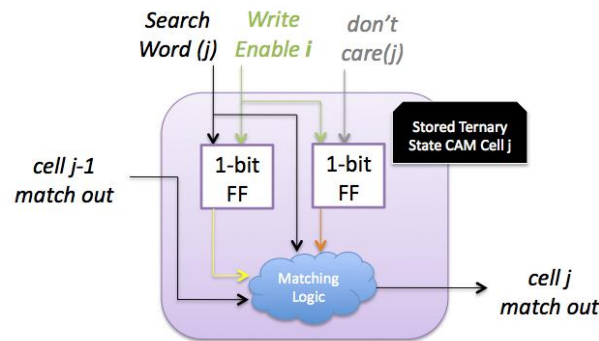 Search
Word (j)
Write
Enable i
don't
care(j)
Stored Ternary
State CAM Cell j
cell j-1
match out
1-bit
FF
1-bit
FF
Matching
Logic
cell j
match out